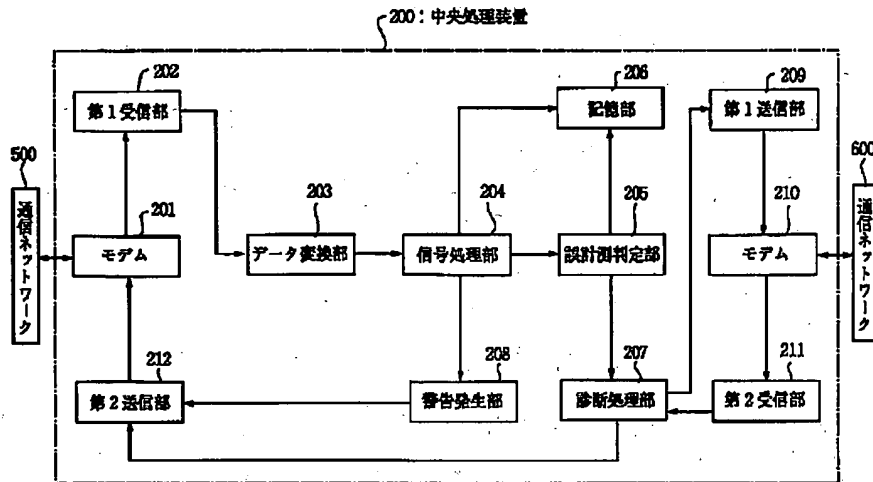 200：中央処理装置
202
第1受信部
206
記憶部
209
第1送信部
500
通信ネットワーク
201
モデム
203
データ変換部
204
信号処理部
205
誤計測判定部
210
モデム
600
通信ネットワーク
212
第2送信部
208
警告発生部
207
診断処理部
211
第2受信部